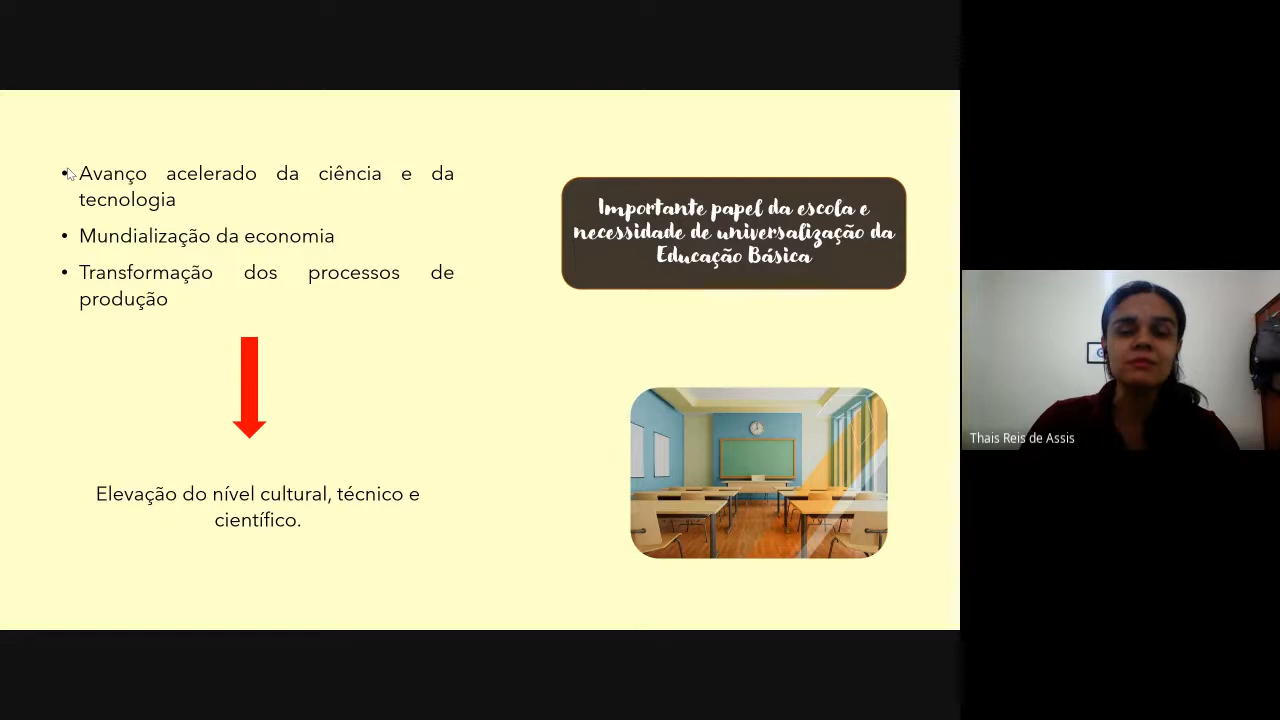 • Avanço acelerado da ciência e da
tecnologia
• Mundialização da economia
• Transformação dos processos de
produção
Elevação do nível cultural, técnico e
científico.
Importante papel da escola e
necessidade de universalização da
Educação Básica
Thais Reis de Assis